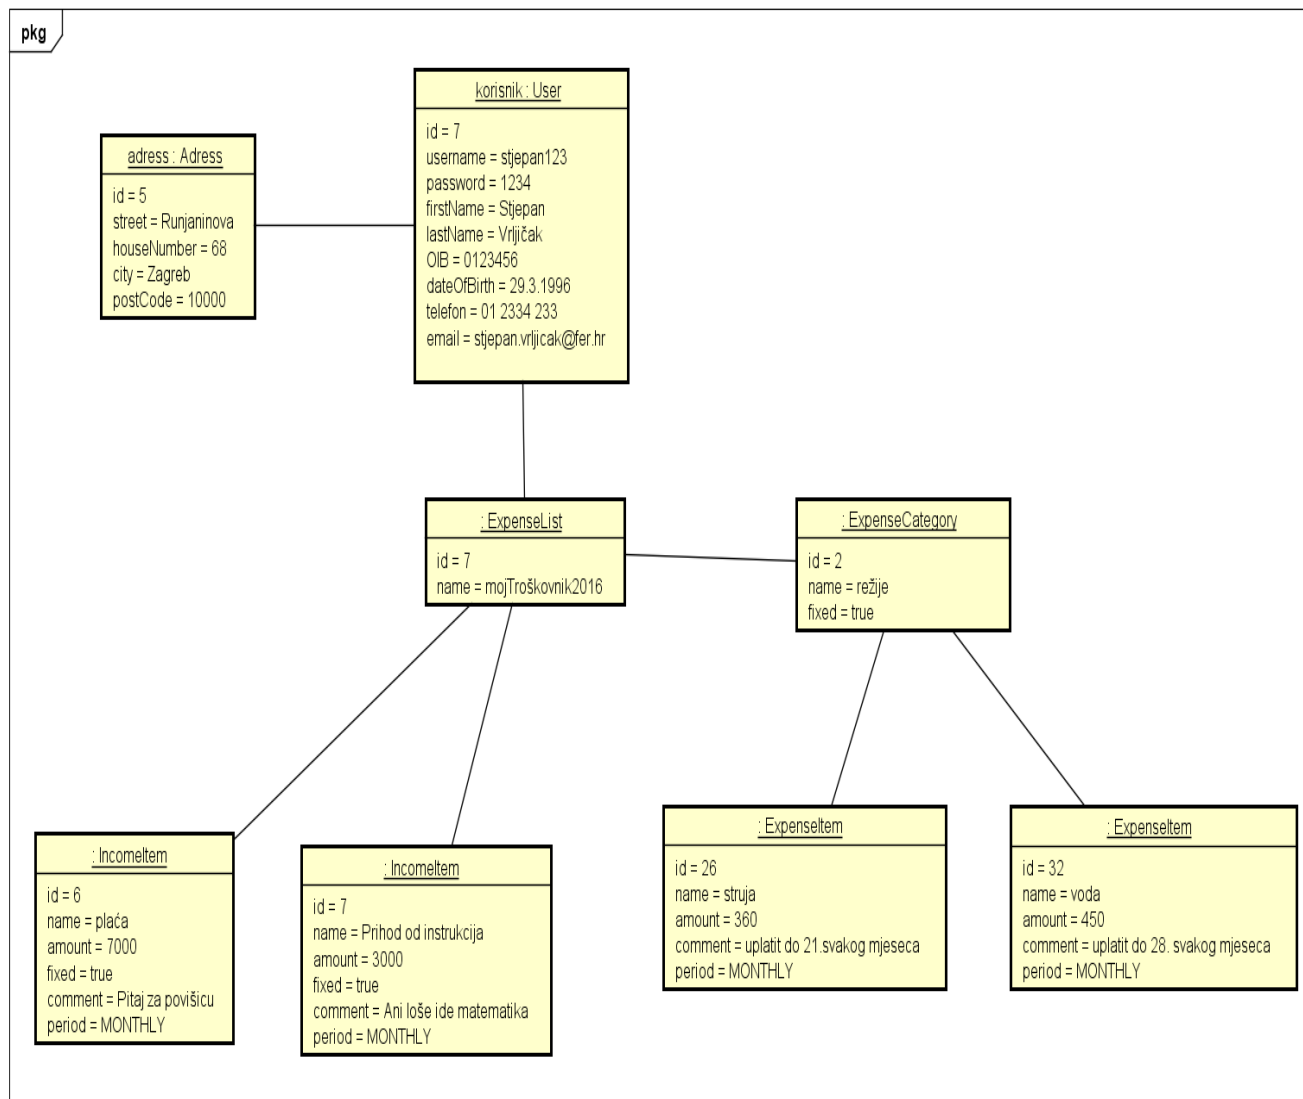 pkg
korisnik : User
id = 7
username = stjepan123
password = 1234
firstName = Stjepan
lastName = Vrljičak
OIB = 0123456
dateOfBirth = 29.3.1996
telefon = 01 2334 233
email = stjepan.vrljicak@fer.hr
adress : Adress
id = 5
street = Runjaninova
houseNumber = 68
city = Zagreb
postCode = 10000
: ExpenseList
id = 7
name = mojTroškovnik2016
: ExpenseCategory
id = 2
name = režije
fixed = true
: IncomeItem
id = 6
name = plaća
amount = 7000
fixed = true
comment = Pitaj za povišicu
period = MONTHLY
: IncomeItem
id = 7
name = Prihod od instrukcija
amount = 3000
fixed = true
comment = Ani loše ide matematika
period = MONTHLY
: ExpenseItem
id = 26
name = struja
amount = 360
comment = uplatit do 21.svakog mjeseca
period = MONTHLY
: ExpenseItem
id = 32
name = voda
amount = 450
comment = uplatit do 28. svakog mjeseca
period = MONTHLY